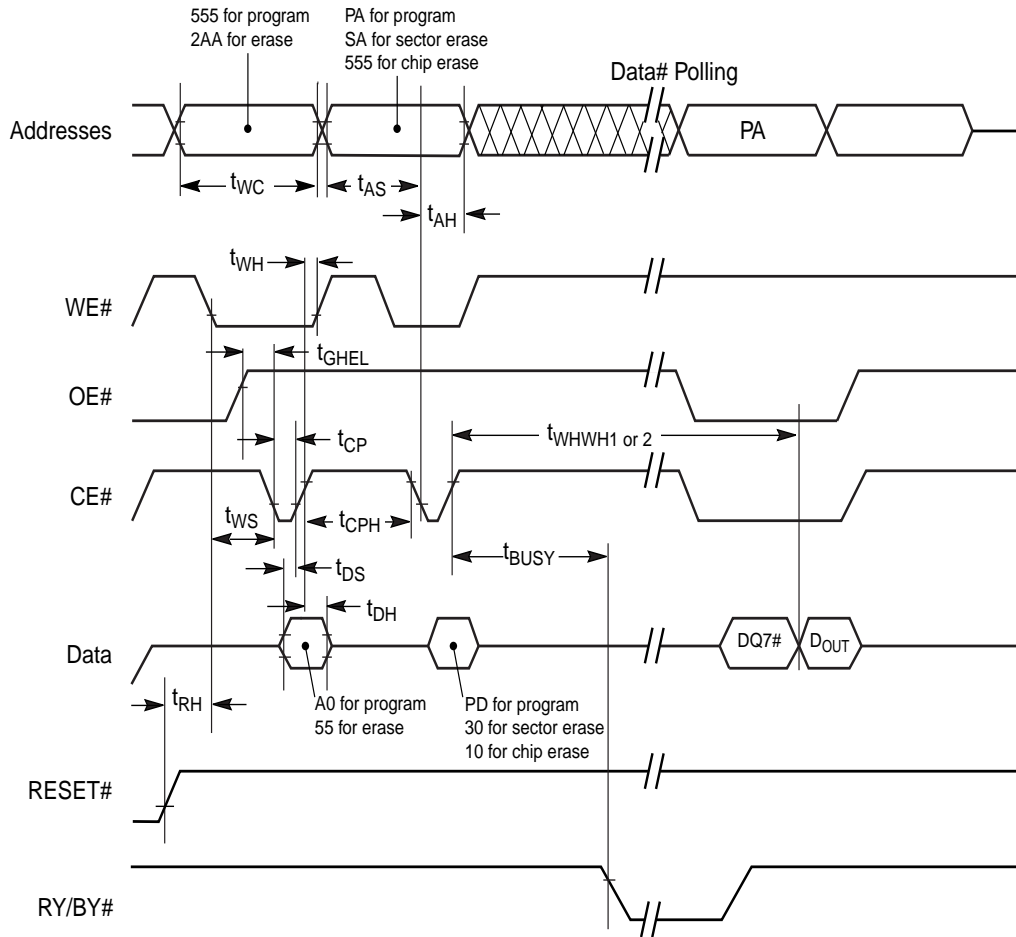 555 for program
2AA for erase
PA for program
SA for sector erase
555 for chip erase
Data# Polling
Addresses
PA
tWC
tAS
tAH
tWH
WE#
tGHEL
OE#
tCP
tWHWH1 or 2
CE#
tWS
tCPH
tBUSY
tDS
tDH
Data
DQ7#
DOUT
tRH
A0 for program
55 for erase
PD for program
30 for sector erase
10 for chip erase
RESET#
RY/BY#